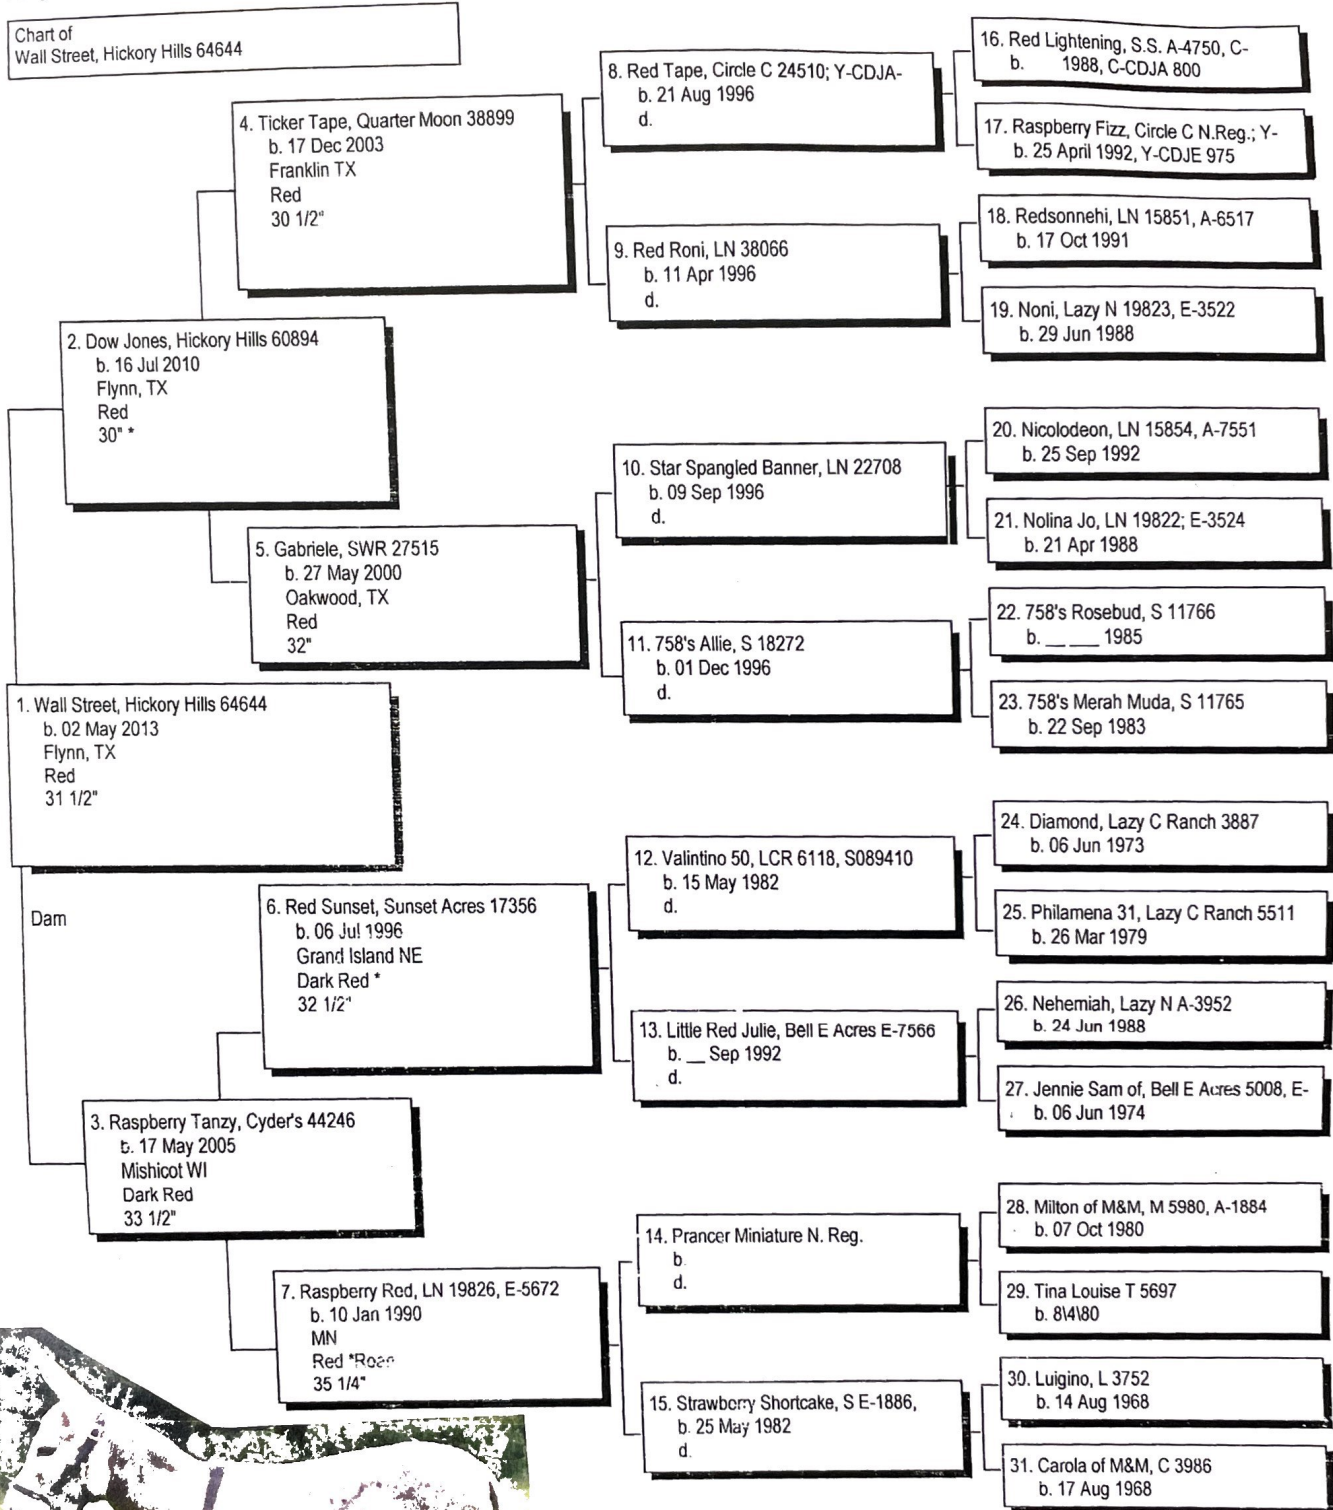 Chart of
Wall Street, Hickory Hills 64644
1. Wall Street, Hickory Hills 64644
b. 02 May 2013
Flynn, TX
Red
31 1/2"
Dam
2. Dow Jones, Hickory Hills 60894
b. 16 Jul 2010
Flynn, TX
Red
30" *
3. Raspberry Tanzy, Cyder's 44246
b. 17 May 2005
Mishicot WI
Dark Red
33 1/2"
4. Ticker Tape, Quarter Moon 38899
b. 17 Dec 2003
Franklin TX
Red
30 1/2"
5. Gabriele, SWR 27515
b. 27 May 2000
Oakwood, TX
Red
32"
6. Red Sunset, Sunset Acres 17356
b. 06 Jul 1996
Grand Island NE
Dark Red *
32 1/2"
7. Raspberry Red, LN 19826, E-5672
b. 10 Jan 1990
MN
Red *Roan
35 1/4"
8. Red Tape, Circle C 24510; Y-CDJA-
b. 21 Aug 1996
d.
9. Red Roni, LN 38066
b. 11 Apr 1996
d.
10. Star Spangled Banner, LN 22708
b. 09 Sep 1996
d.
11. 758's Allie, S 18272
b. 01 Dec 1996
d.
12. Valintino 50, LCR 6118, S089410
b. 15 May 1982
d.
13. Little Red Julie, Bell E Acres E-7566
b. __ Sep 1992
d.
14. Prancer Miniature N. Reg.
b.
d.
15. Strawberry Shortcake, S E-1886,
b. 25 May 1982
d.
16. Red Lightening, S.S. A-4750, C-
b. 1988, C-CDJA 800
17. Raspberry Fizz, Circle C N.Reg.; Y-
b. 25 April 1992, Y-CDJE 975
18. Redsonnehi, LN 15851, A-6517
b. 17 Oct 1991
19. Noni, Lazy N 19823, E-3522
b. 29 Jun 1988
20. Nicolodeon, LN 15854, A-7551
b. 25 Sep 1992
21. Nolina Jo, LN 19822; E-3524
b. 21 Apr 1988
22. 758's Rosebud, S 11766
b. __ ___ 1985
23. 758's Merah Muda, S 11765
b. 22 Sep 1983
24. Diamond, Lazy C Ranch 3887
b. 06 Jun 1973
25. Philamena 31, Lazy C Ranch 5511
b. 26 Mar 1979
26. Nehemiah, Lazy N A-3952
b. 24 Jun 1988
27. Jennie Sam of, Bell E Acres 5008, E-
b. 06 Jun 1974
28. Milton of M&M, M 5980, A-1884
b. 07 Oct 1980
29. Tina Louise T 5697
b. 8\4\80
30. Luigino, L 3752
b. 14 Aug 1968
31. Carola of M&M, C 3986
b. 17 Aug 1968